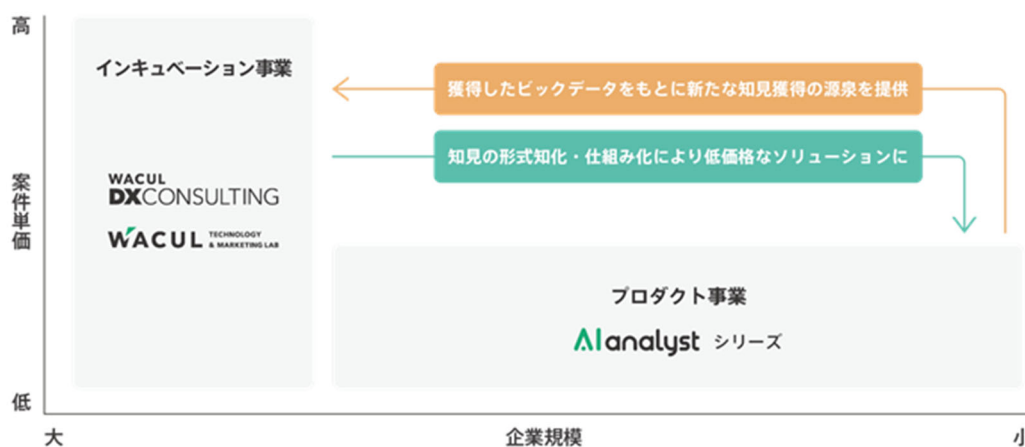 高
インキュベーション事業
獲得したビックデータをもとに新たな知見獲得の源泉を提供
知見の形式知化・仕組み化により低価格なソリューションに
案件単価
WACUL
DXCONSULTING
WACUL TECHNOLOGY & MARKETING LAB
プロダクト事業
AI analyst シリーズ
低
大
企業規模
小